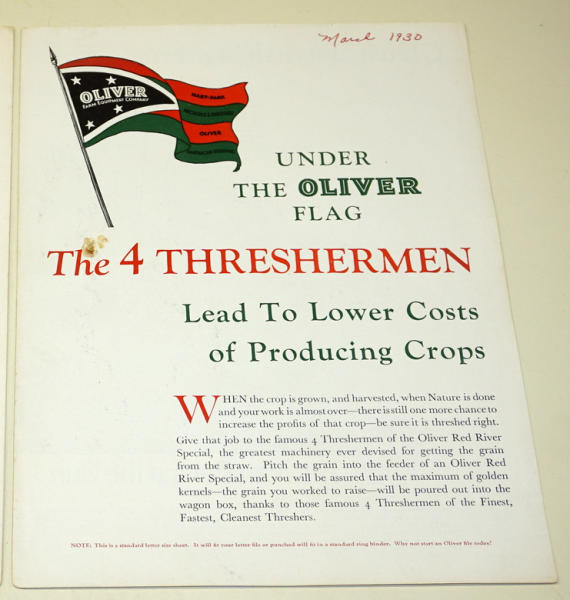 March 1930
OLIVER
FARM EQUIPMENT COMPANY
HART-PARR
NICHOLS & SHEPARD
OLIVER
AMERICAN SEEDING
UNDER
THE OLIVER
FLAG
The 4 THRESHERMEN
Lead To Lower Costs
of Producing Crops
WHEN the crop is grown, and harvested, when Nature is done
and your work is almost over—there is still one more chance to
increase the profits of that crop—be sure it is threshed right.
Give that job to the famous 4 Threshermen of the Oliver Red River
Special, the greatest machinery ever devised for getting the grain
from the straw. Pitch the grain into the feeder of an Oliver Red
River Special, and you will be assured that the maximum of golden
kernels—the grain you worked to raise—will be poured out into the
wagon box, thanks to those famous 4 Threshermen of the Finest,
Fastest, Cleanest Threshers.
NOTE: This is a standard letter size sheet. It will fit your letter file or punched will fit in a standard ring binder. Why not start an Oliver file today?